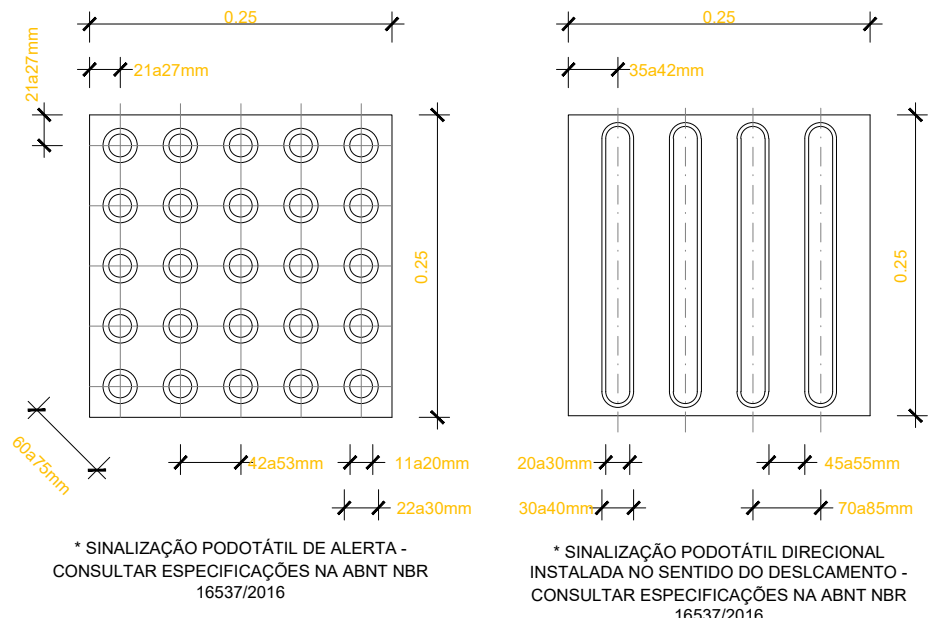 0.25
21a27mm
21a27mm
0.25
60a75mm
42a53mm
11a20mm
22a30mm
* SINALIZAÇÃO PODOTÁTIL DE ALERTA -
CONSULTAR ESPECIFICAÇÕES NA ABNT NBR
16537/2016
0.25
35a42mm
0.25
20a30mm
45a55mm
30a40mm
70a85mm
* SINALIZAÇÃO PODOTÁTIL DIRECIONAL
INSTALADA NO SENTIDO DO DESLCAMENTO -
CONSULTAR ESPECIFICAÇÕES NA ABNT NBR
16537/2016